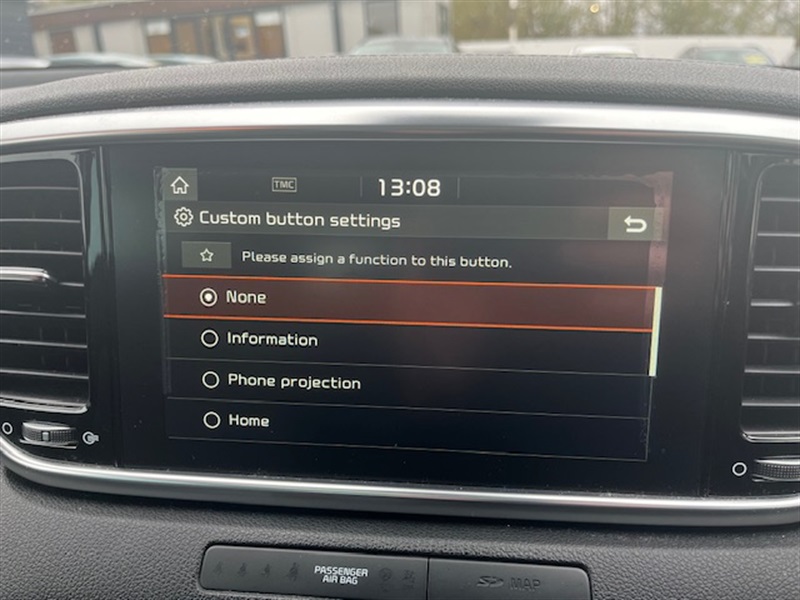 TMC
13:08
Custom button settings
Please assign a function to this button.
None
Information
Phone projection
Home
PASSENGER
AIR BAG
SD MAP